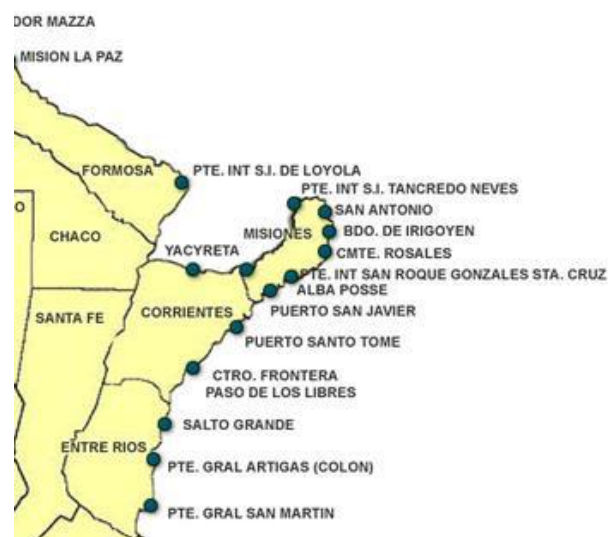 DOR MAZZA
MISION LA PAZ
FORMOSA
PTE. INT S.I. DE LOYOLA
PTE. INT S.I. TANCREDO NEVES
O
SAN ANTONIO
CHACO
MISIONES
BDO. DE IRIGOYEN
YACYRETA
CMTE. ROSALES
PTE. INT SAN ROQUE GONZALES STA. CRUZ
ALBA POSSE
SANTA FE
CORRIENTES
PUERTO SAN JAVIER
PUERTO SANTO TOME
CTRO. FRONTERA
PASO DE LOS LIBRES
SALTO GRANDE
ENTRE RIOS
PTE. GRAL ARTIGAS (COLON)
PTE. GRAL SAN MARTIN